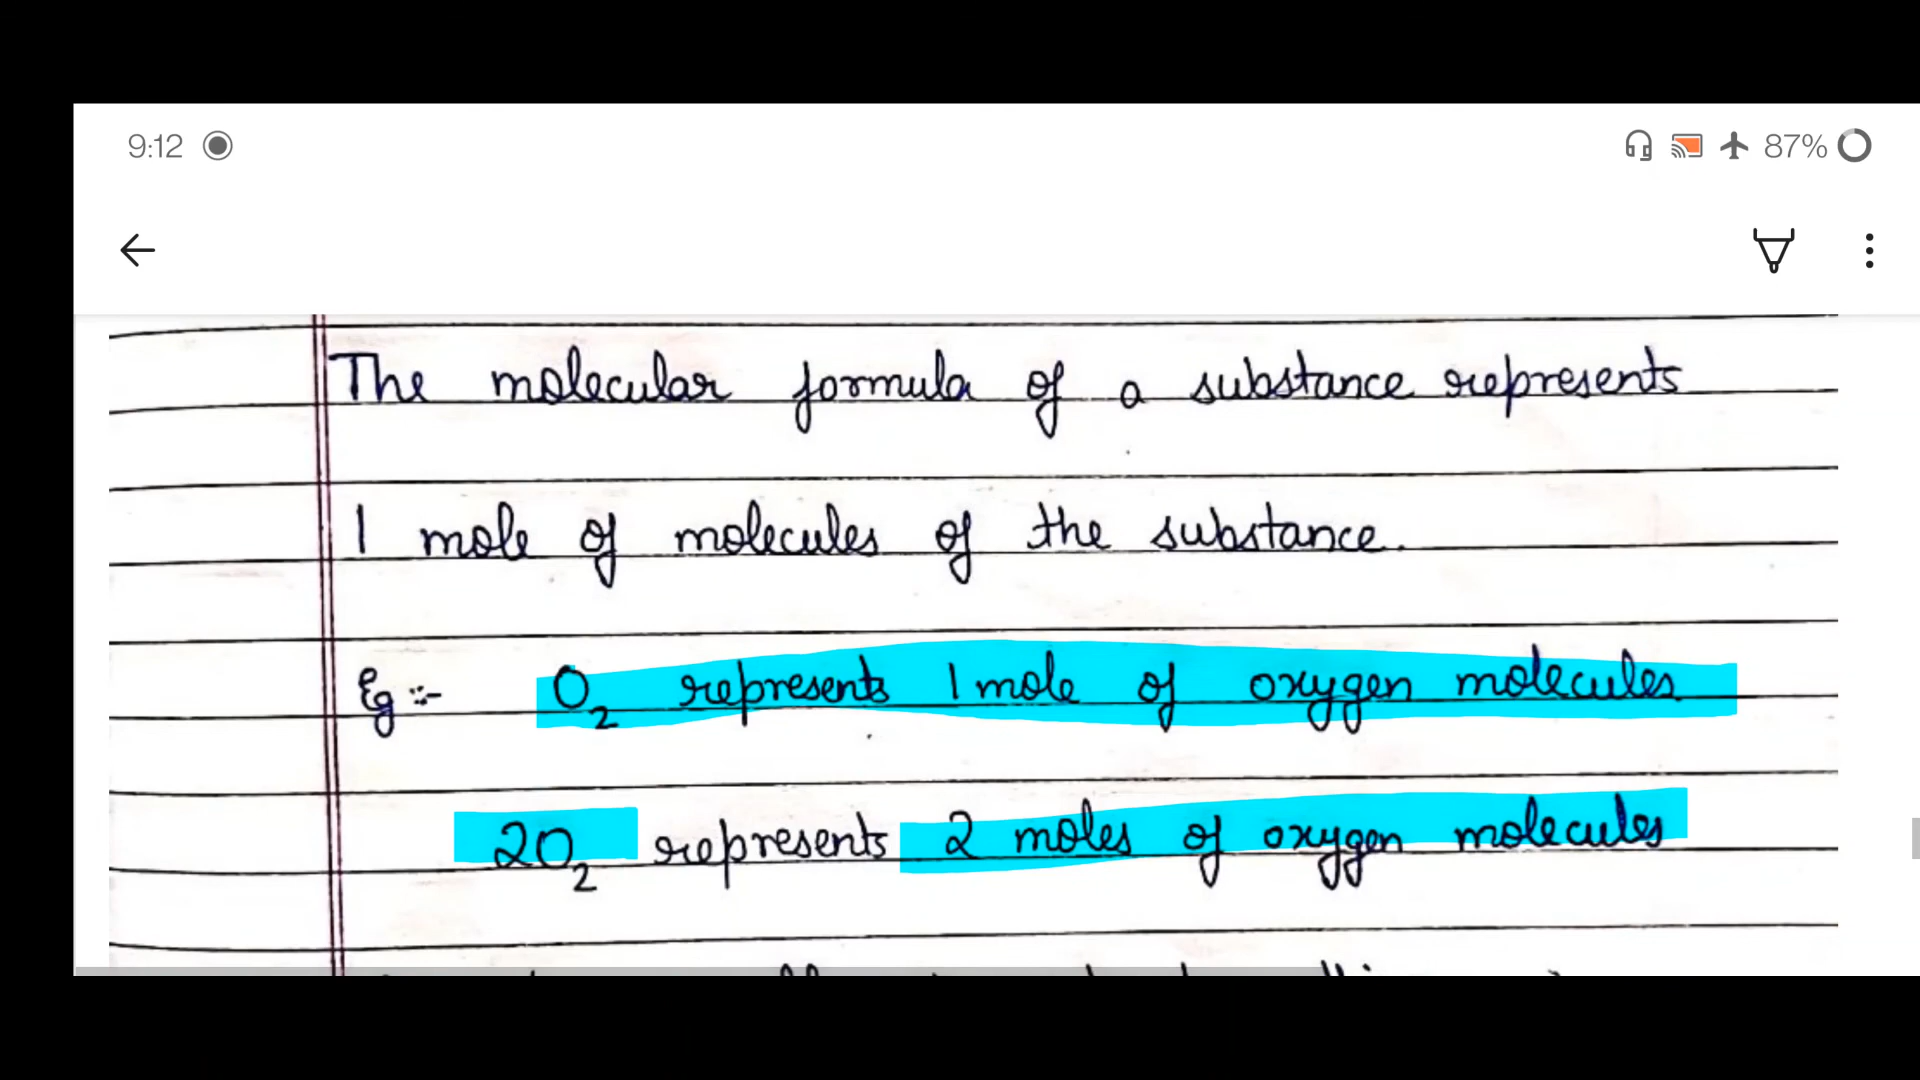 9:12 87%
The molecular formula of a substance represents
1 mole of molecules of the substance.
Eg :- O₂ represents 1 mole of oxygen molecules
2O₂ represents 2 moles of oxygen molecules